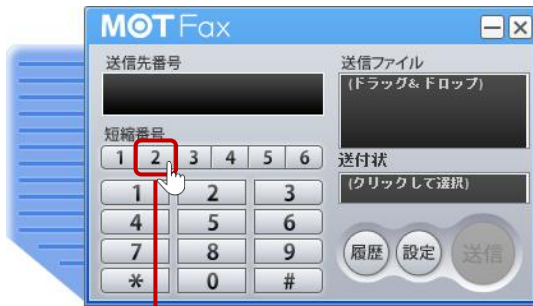 MOT Fax
送信先番号
送信ファイル
(ドラッグ& ドロップ)
短縮番号
1 2 3 4 5 6
送付状
(クリックして選択)
1 2 3
4 5 6
7 8 9
* 0 #
履歴 設定 送信